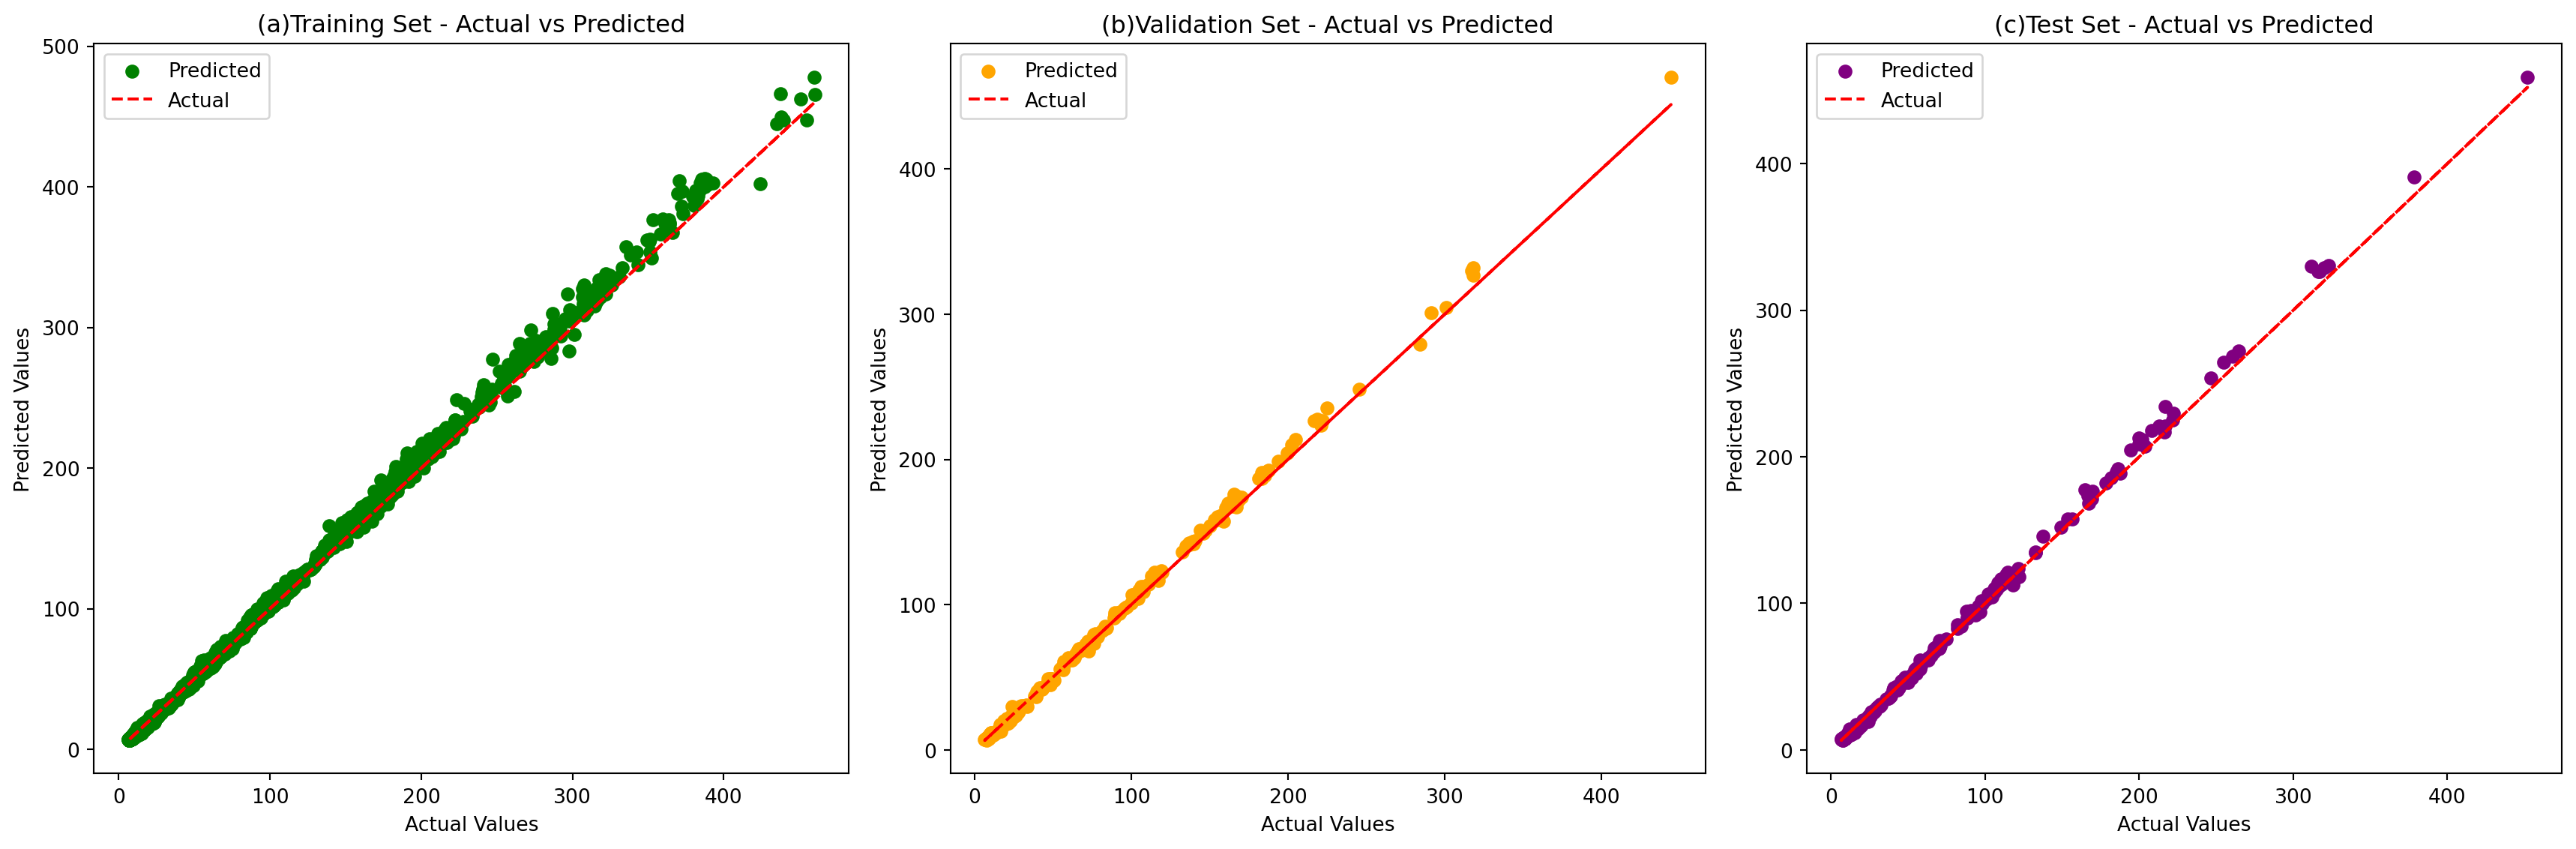 (a)Training Set - Actual vs Predicted
Predicted
Actual
Predicted Values
500
400
300
200
100
0
0 100 200 300 400
Actual Values
(b)Validation Set - Actual vs Predicted
Predicted
Actual
Predicted Values
400
300
200
100
0
0 100 200 300 400
Actual Values
(c)Test Set - Actual vs Predicted
Predicted
Actual
Predicted Values
400
300
200
100
0
0 100 200 300 400
Actual Values